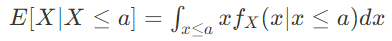 E[X|X ≤ a] = ∫_{x≤a} x f_X(x|x ≤ a)dx